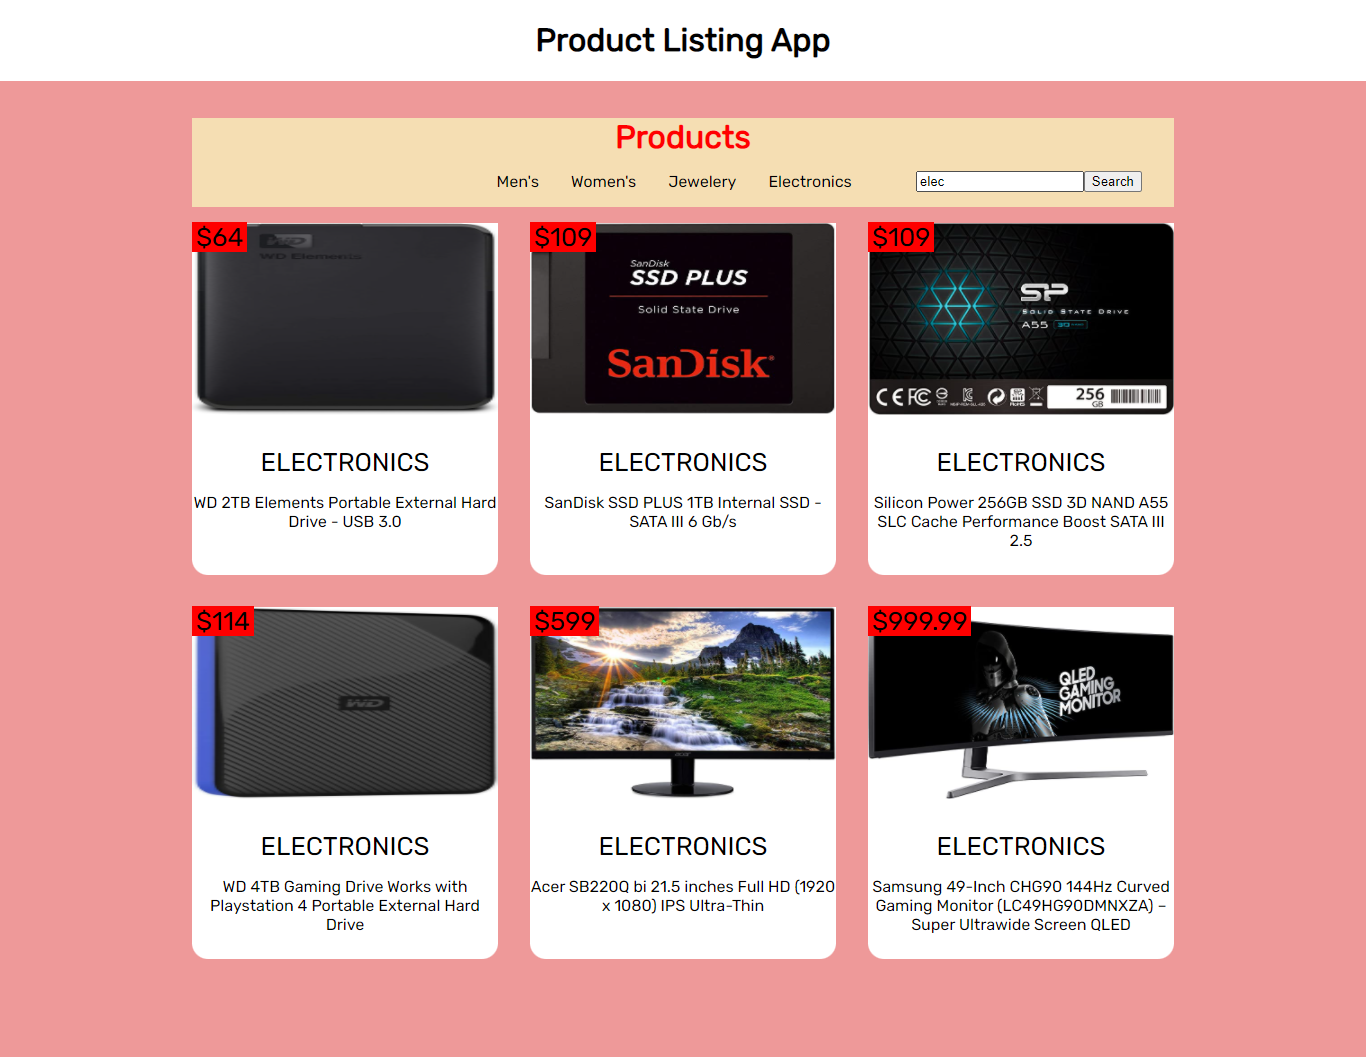 Product Listing App
Products
Men's Women's Jewelery Electronics elec Search
$64
WD
WD Elements
ELECTRONICS
WD 2TB Elements Portable External Hard
Drive - USB 3.0
$109
SanDisk
SSD PLUS
Solid State Drive
SanDisk
ELECTRONICS
SanDisk SSD PLUS 1TB Internal SSD -
SATA III 6 Gb/s
$109
SP
SOLID STATE DRIVE
A55
256
GB
ELECTRONICS
Silicon Power 256GB SSD 3D NAND A55
SLC Cache Performance Boost SATA III
2.5
$114
WD
ELECTRONICS
WD 4TB Gaming Drive Works with
Playstation 4 Portable External Hard
Drive
$599
acer
ELECTRONICS
Acer SB220Q bi 21.5 inches Full HD (1920
x 1080) IPS Ultra-Thin
$999.99
QLED
GAMING
MONITOR
ELECTRONICS
Samsung 49-Inch CHG90 144Hz Curved
Gaming Monitor (LC49HG90DMNXZA) –
Super Ultrawide Screen QLED